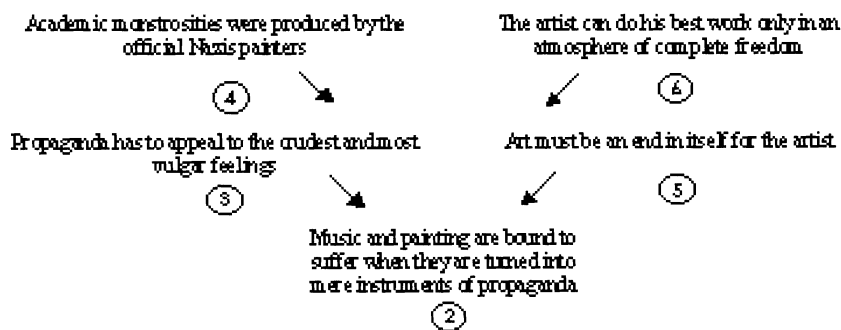 Academic monstrosities were produced by the
official Nazis painters
4
The artist can do his best work only in an
atmosphere of complete freedom
6
Propaganda has to appeal to the crudest and most
vulgar feelings
3
Art must be an end in itself for the artist
5
Music and painting are bound to
suffer when they are turned into
mere instruments of propaganda
2